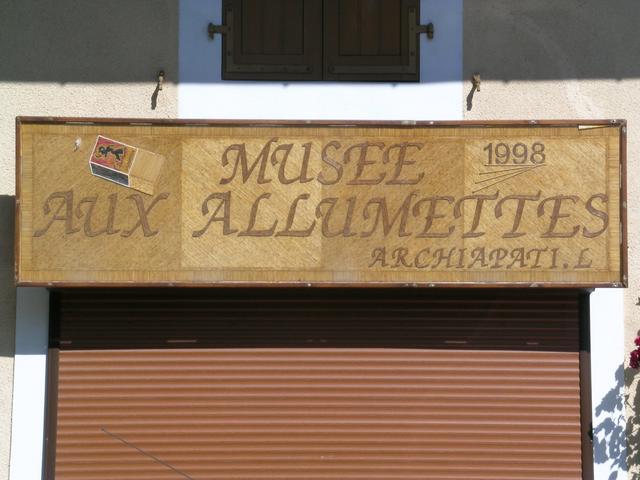 MUSEE
1998
AUX ALLUMETTES
ARCHIAPATI.L